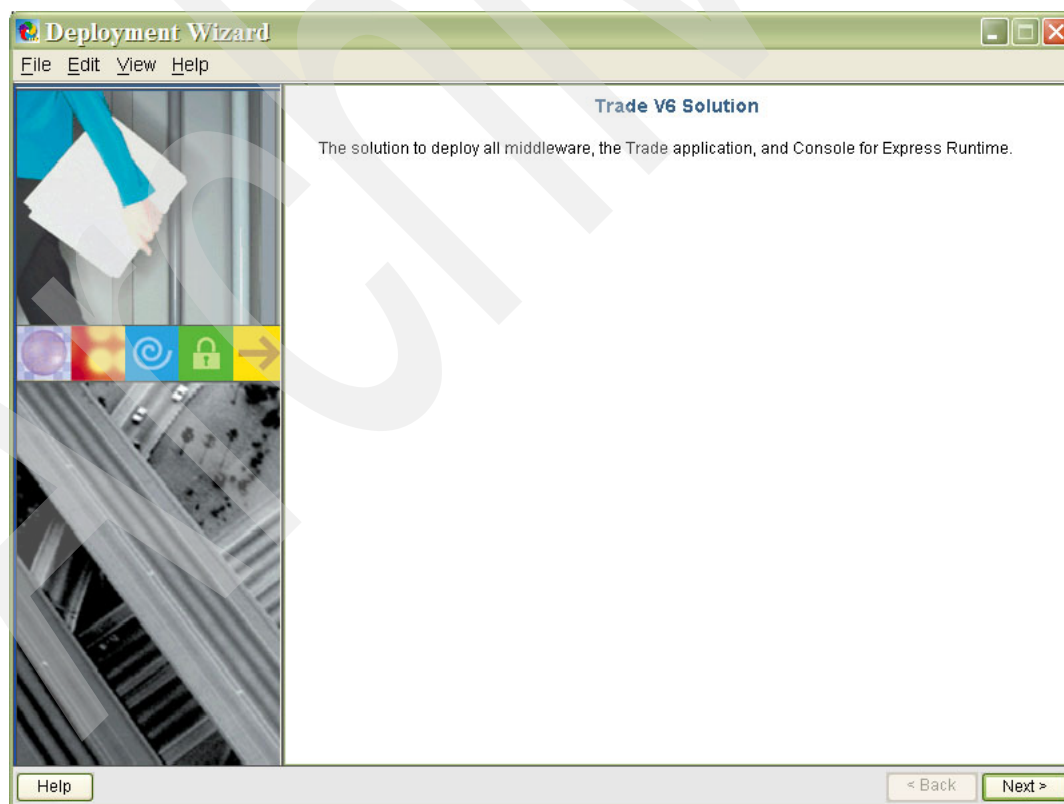 Deployment Wizard
File Edit View Help
Trade V6 Solution
The solution to deploy all middleware, the Trade application, and Console for Express Runtime.
Help
< Back
Next >